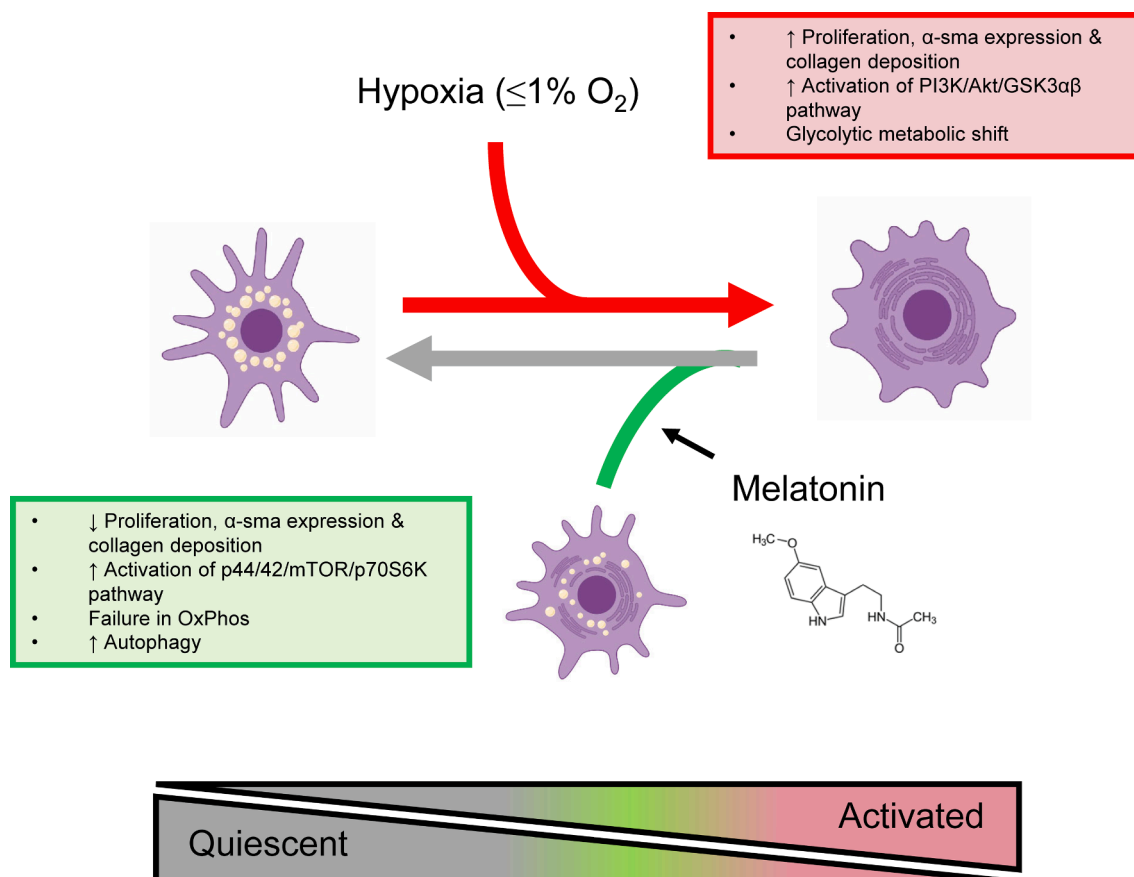 • ↑ Proliferation, α-sma expression &
collagen deposition
• ↑ Activation of PI3K/Akt/GSK3αβ
pathway
• Glycolytic metabolic shift
Hypoxia (≤1% O₂)
Melatonin
• ↓ Proliferation, α-sma expression &
collagen deposition
• ↑ Activation of p44/42/mTOR/p70S6K
pathway
• Failure in OxPhos
• ↑ Autophagy
H₃C
O
HN
NH
CH₃
O
Activated
Quiescent